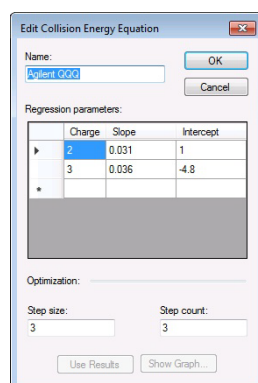 Edit Collision Energy Equation
Name:
OK
Agilent QQQ
Cancel
Regression parameters:
Charge Slope Intercept
2 0.031 1
3 0.036 -4.8
*
Optimization:
Step size: Step count:
3 3
Use Results Show Graph...